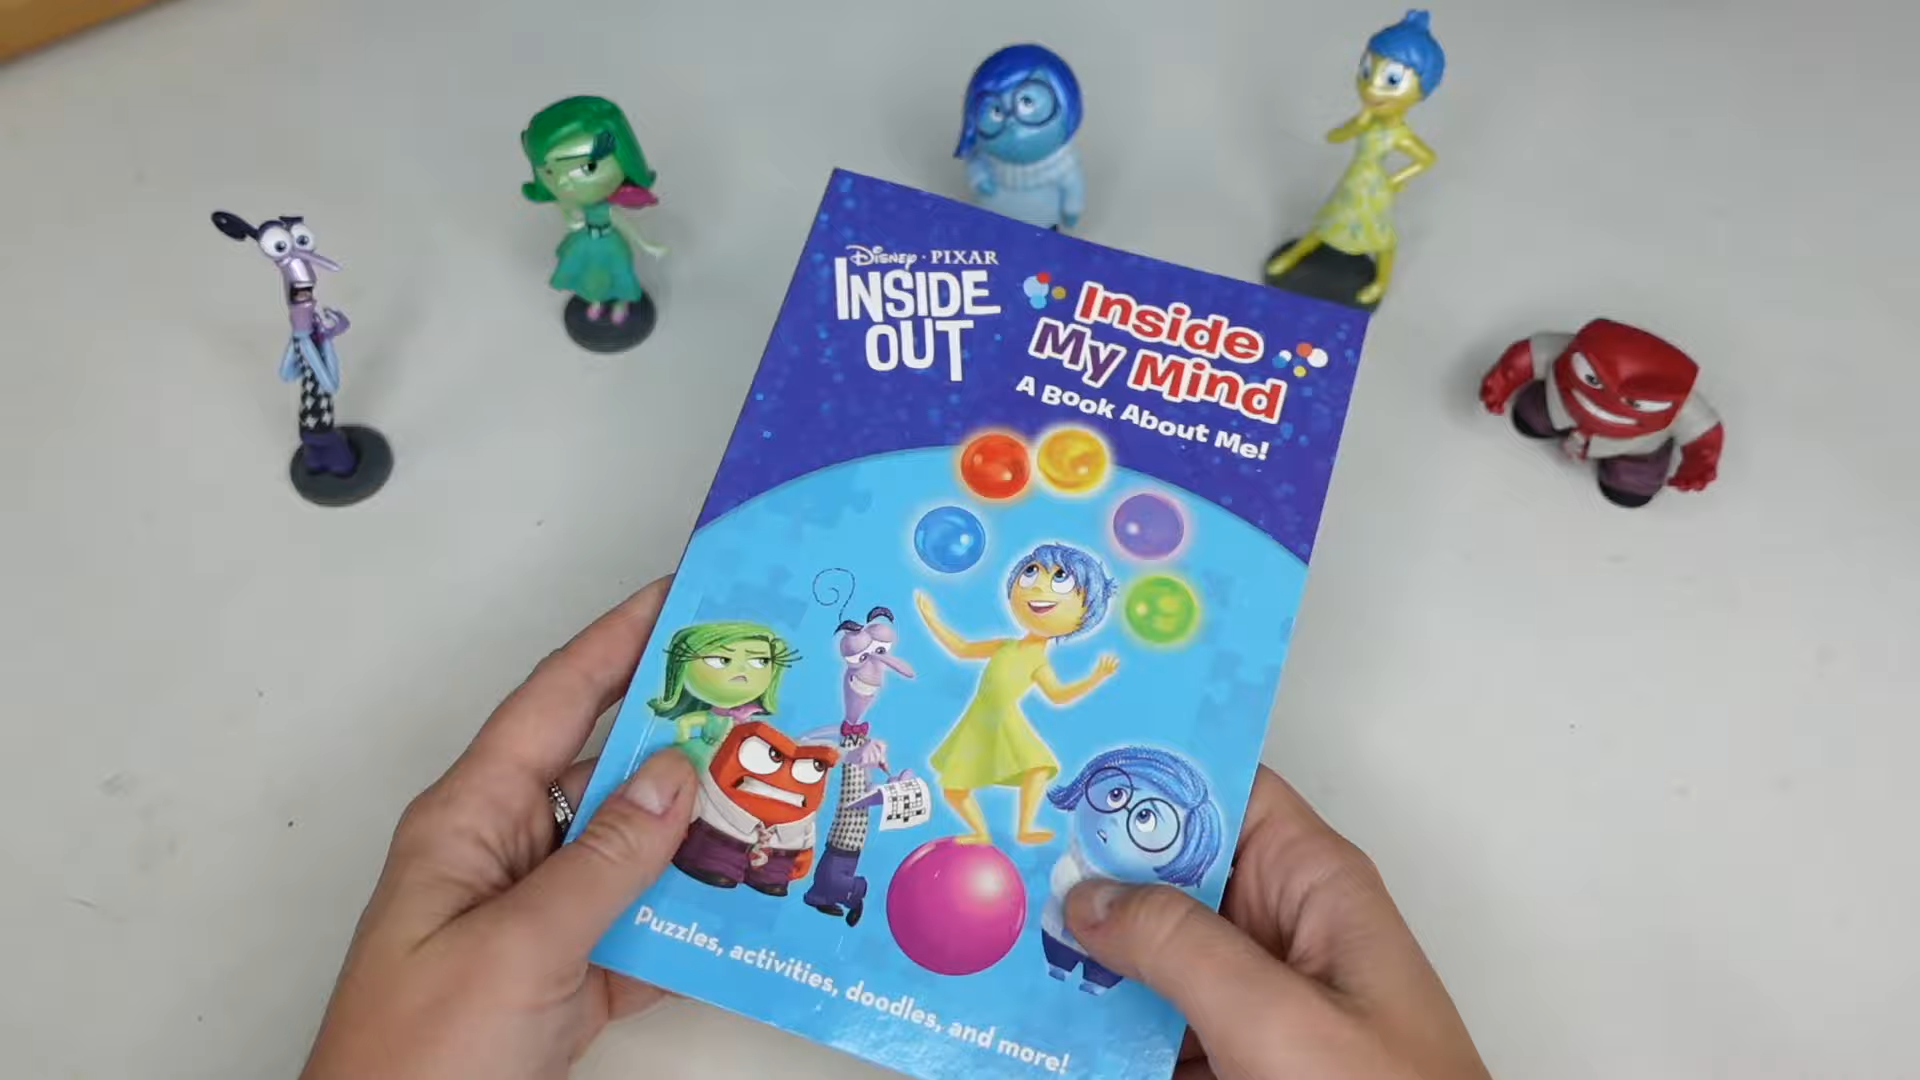 Disney · PIXAR
INSIDE
OUT
Inside
My Mind
A Book About Me!
Puzzles, activities, doodles, and more!